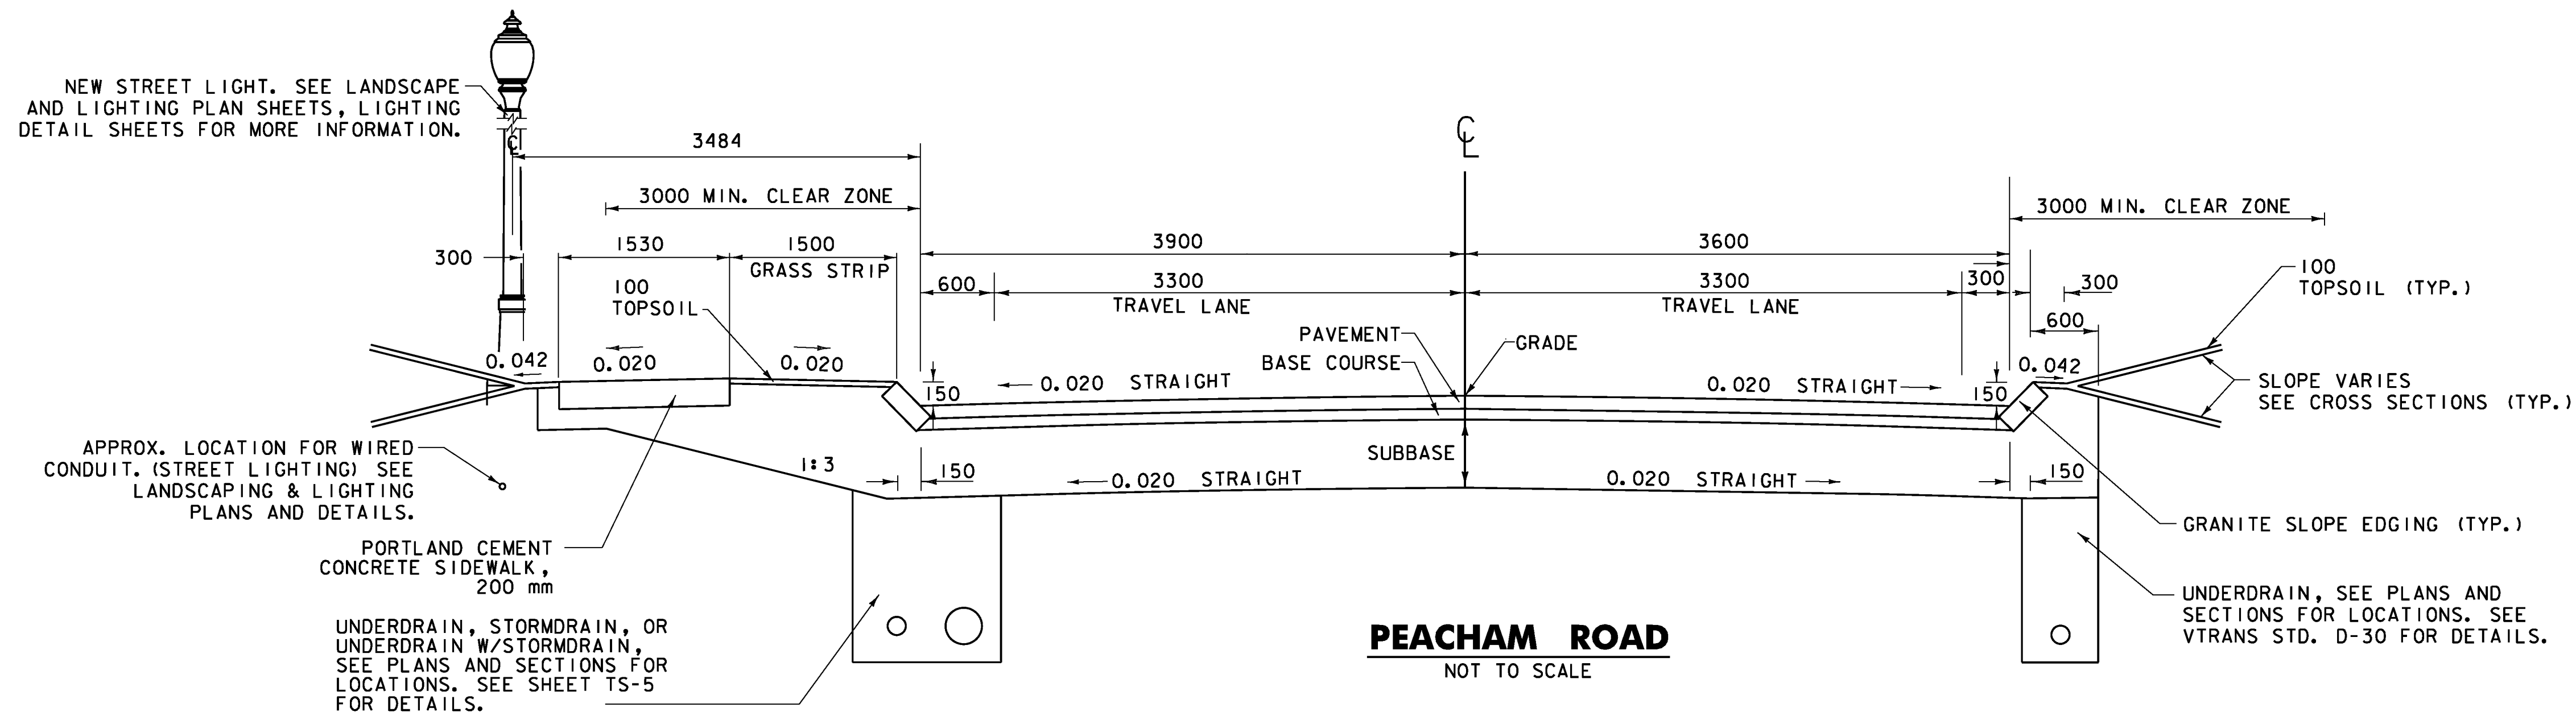 NEW STREET LIGHT. SEE LANDSCAPE
AND LIGHTING PLAN SHEETS, LIGHTING
DETAIL SHEETS FOR MORE INFORMATION.
CL
3484
3000 MIN. CLEAR ZONE
300
1530
1500
GRASS STRIP
100
TOPSOIL
0.042
0.020
0.020
CL
3900
3600
600
3300
TRAVEL LANE
3300
TRAVEL LANE
300
3000 MIN. CLEAR ZONE
300
600
100
TOPSOIL (TYP.)
PAVEMENT
BASE COURSE
GRADE
150
0.020 STRAIGHT
0.020 STRAIGHT
150
0.042
SLOPE VARIES
SEE CROSS SECTIONS (TYP.)
APPROX. LOCATION FOR WIRED
CONDUIT. (STREET LIGHTING) SEE
LANDSCAPING & LIGHTING
PLANS AND DETAILS.
1:3
150
SUBBASE
0.020 STRAIGHT
0.020 STRAIGHT
150
GRANITE SLOPE EDGING (TYP.)
PORTLAND CEMENT
CONCRETE SIDEWALK,
200 mm
UNDERDRAIN, STORMDRAIN, OR
UNDERDRAIN W/STORMDRAIN,
SEE PLANS AND SECTIONS FOR
LOCATIONS. SEE SHEET TS-5
FOR DETAILS.
UNDERDRAIN, SEE PLANS AND
SECTIONS FOR LOCATIONS. SEE
VTRANS STD. D-30 FOR DETAILS.
PEACHAM ROAD
NOT TO SCALE